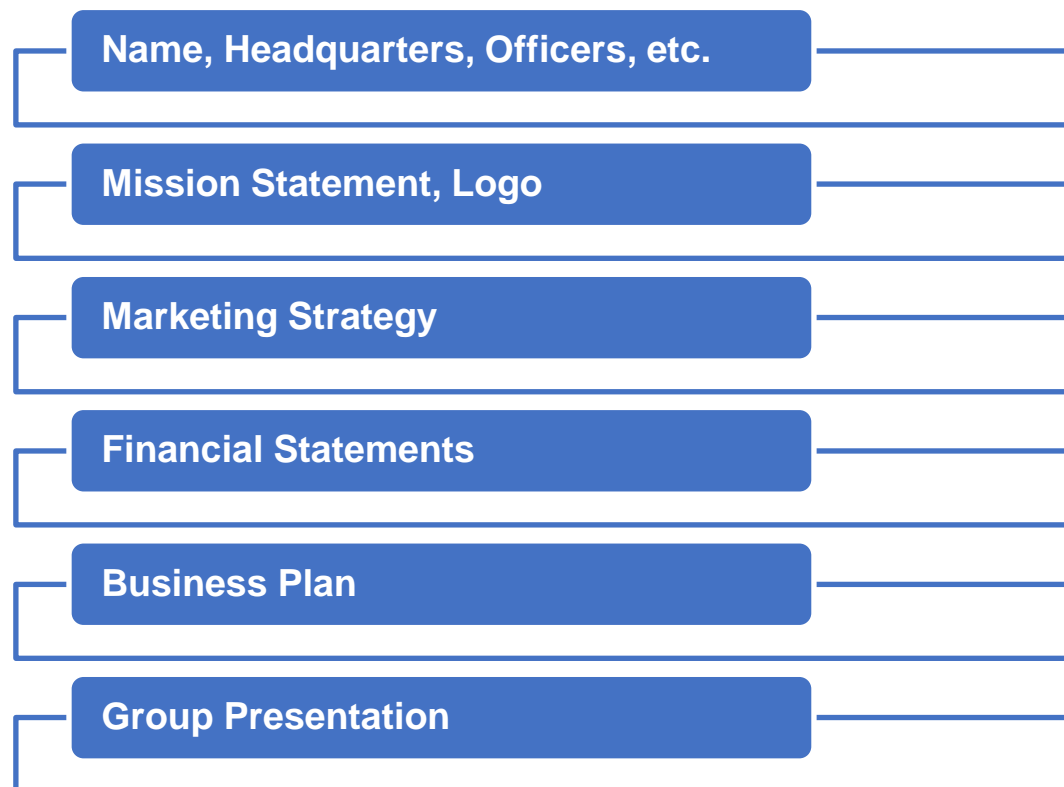 Name, Headquarters, Officers, etc.
Mission Statement, Logo
Marketing Strategy
Financial Statements
Business Plan
Group Presentation